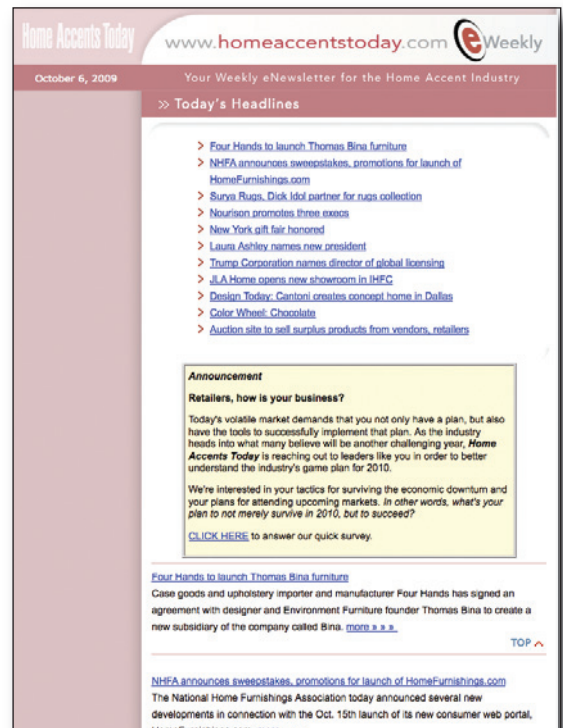 Home Accents Today
www.homeaccentstoday.com eWeekly
October 6, 2009
Your Weekly eNewsletter for the Home Accent Industry
>> Today's Headlines
> Four Hands to launch Thomas Bina furniture
> NHFA announces sweepstakes, promotions for launch of
HomeFurnishings.com
> Surya Rugs, Dick Idol partner for rugs collection
> Nourison promotes three execs
> New York gift fair honored
> Laura Ashley names new president
> Trump Corporation names director of global licensing
> JLA Home opens new showroom in IHFC
> Design Today: Cantoni creates concept home in Dallas
> Color Wheel: Chocolate
> Auction site to sell surplus products from vendors, retailers
Announcement
Retailers, how is your business?
Today's volatile market demands that you not only have a plan, but also
have the tools to successfully implement that plan. As the industry
heads into what many believe will be another challenging year, Home
Accents Today is reaching out to leaders like you in order to better
understand the industry's game plan for 2010.
We're interested in your tactics for surviving the economic downturn and
your plans for attending upcoming markets. In other words, what's your
plan to not merely survive in 2010, but to succeed?
CLICK HERE to answer our quick survey.
Four Hands to launch Thomas Bina furniture
Case goods and upholstery importer and manufacturer Four Hands has signed an
agreement with designer and Environment Furniture founder Thomas Bina to create a
new subsidiary of the company called Bina. more » » »
TOP
NHFA announces sweepstakes, promotions for launch of HomeFurnishings.com
The National Home Furnishings Association today announced several new
developments in connection with the Oct. 15th launch of its new consumer web portal,